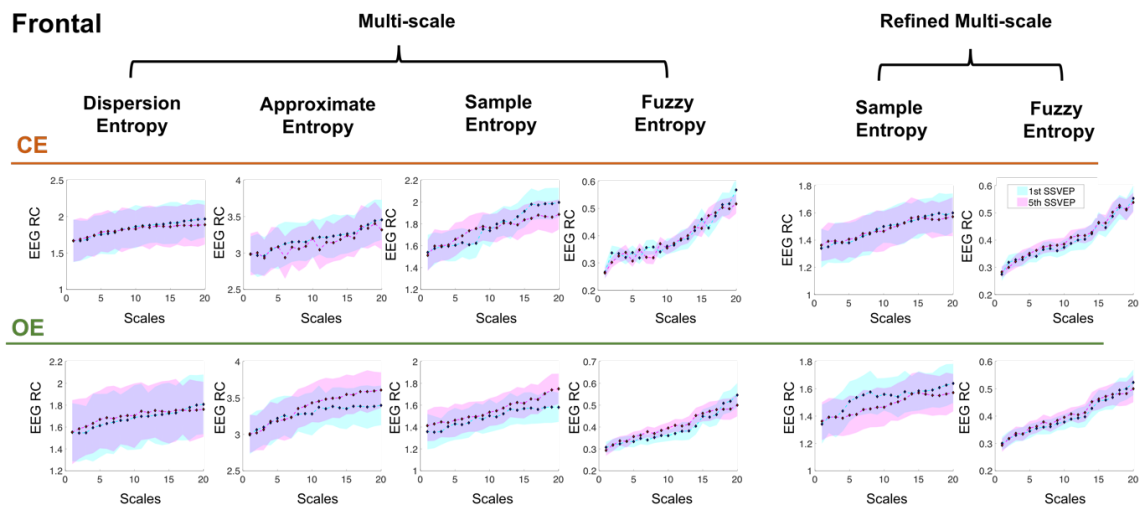 Frontal
Multi-scale
Refined Multi-scale
Dispersion
Entropy
Approximate
Entropy
Sample
Entropy
Fuzzy
Entropy
Sample
Entropy
Fuzzy
Entropy
CE
EEG RC
2.5
2
1.5
1
0 5 10 15 20
Scales
EEG RC
4
3.5
3
2.5
0 5 10 15 20
Scales
EEG RC
2.2
2
1.8
1.6
1.4
1.2
0 5 10 15 20
Scales
EEG RC
0.6
0.5
0.4
0.3
0.2
0 5 10 15 20
Scales
EEG RC
1.8
1.6
1.4
1.2
1
0 5 10 15 20
Scales
EEG RC
0.6
0.5
0.4
0.3
0.2
1st SSVEP
5th SSVEP
0 5 10 15 20
Scales
OE
EEG RC
2.2
2
1.8
1.6
1.4
1.2
0 5 10 15 20
Scales
EEG RC
4
3.5
3
2.5
0 5 10 15 20
Scales
EEG RC
2
1.8
1.6
1.4
1.2
1
0 5 10 15 20
Scales
EEG RC
0.6
0.5
0.4
0.3
0.2
0 5 10 15 20
Scales
EEG RC
1.8
1.6
1.4
1.2
1
0 5 10 15 20
Scales
EEG RC
0.6
0.5
0.4
0.3
0.2
0 5 10 15 20
Scales